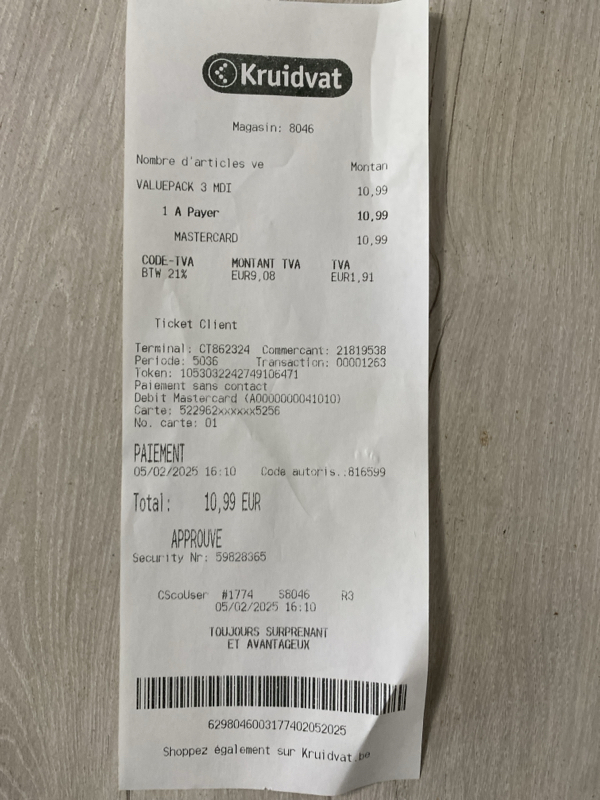 Kruidvat
Magasin: 8046
Nombre d'articles ve Montan
VALUEPACK 3 MDI 10,99
1 A Payer 10,99
MASTERCARD 10,99
CODE-TVA MONTANT TVA TVA
BTW 21% EUR9,08 EUR1,91
Ticket Client
Terminal: CT862324 Commercant: 21819538
Periode: 5036 Transaction: 00001263
Token: 1053032242749106471
Paiement sans contact
Debit Mastercard (A0000000041010)
Carte: 522962xxxxxx5256
No. carte: 01
PAIEMENT
05/02/2025 16:10 Code autoris.:816599
Total: 10,99 EUR
APPROUVE
Security Nr: 59828365
CScoUser #1774 S8046 R3
05/02/2025 16:10
TOUJOURS SURPRENANT
ET AVANTAGEUX
6298046003177402052025
Shoppez également sur Kruidvat.be